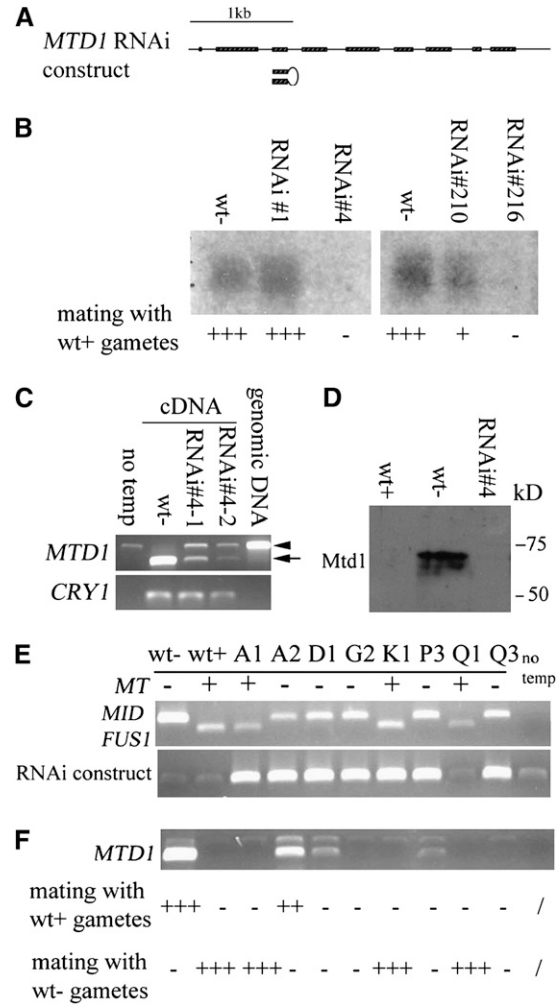 A
1kb
MTD1 RNAi
construct
B
wt-
RNAi #1
RNAi#4
wt-
RNAi#210
RNAi#216
mating with
wt+ gametes
+++ +++ - +++ + -
C
cDNA
no temp
wt-
RNAi#4-1
RNAi#4-2
genomic DNA
MTD1
CRY1
D
wt+
wt-
RNAi#4
kD
Mtd1
-75
-50
E
wt- wt+ A1 A2 D1 G2 K1 P3 Q1 Q3 no temp
MT - + + - - - + - + -
MID
FUS1
RNAi construct
F
MTD1
mating with
wt+ gametes
+++ - - ++ - - - - - - /
mating with
wt- gametes
- +++ +++ - - - +++ - +++ - /